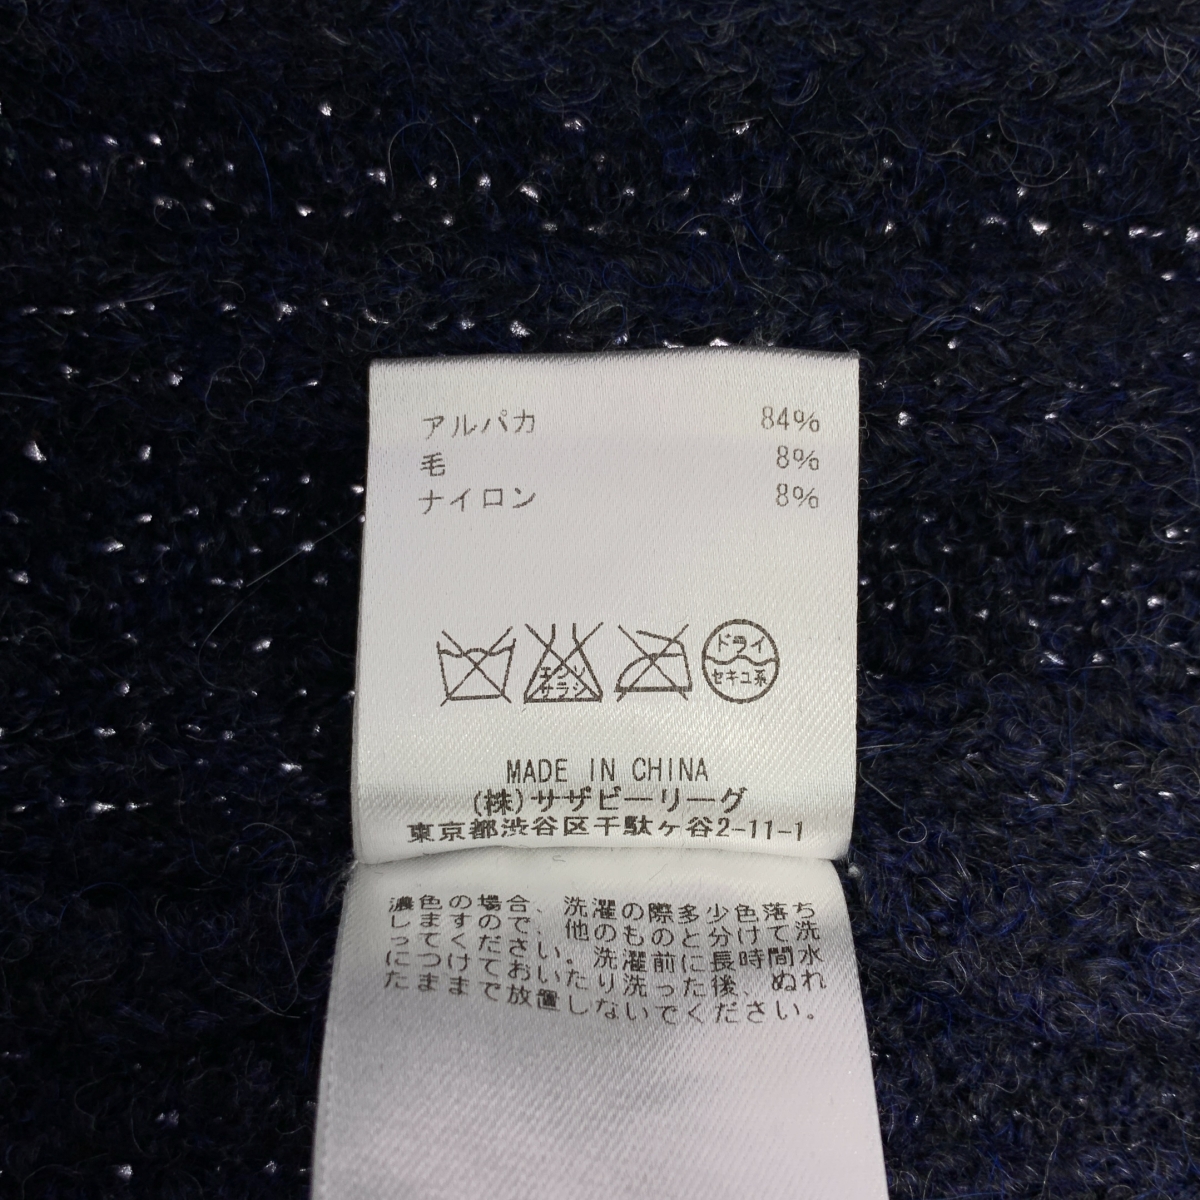 アルパカ 84%
毛 8%
ナイロン 8%
エンソ
サラシ
ドライ
セキユ系
MADE IN CHINA
(株)サザビーリーグ
東京都渋谷区千駄ヶ谷2-11-1
濃色の場合、洗濯の際多少色落ち
しますので、他のものと分けて洗
ってください。洗濯前に長時間水
につけておいたり洗った後、ぬれ
たままで放置しないでください。